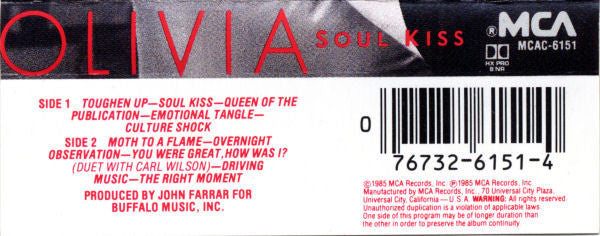 OLIVIA SOUL KISS
®MCA
MCAC-6151
HX PRO
B NR
SIDE 1 TOUGHEN UP—SOUL KISS—QUEEN OF THE
PUBLICATION—EMOTIONAL TANGLE—
CULTURE SHOCK
SIDE 2 MOTH TO A FLAME—OVERNIGHT
OBSERVATION—YOU WERE GREAT, HOW WAS I?
(DUET WITH CARL WILSON)—DRIVING
MUSIC—THE RIGHT MOMENT
PRODUCED BY JOHN FARRAR FOR
BUFFALO MUSIC, INC.
0 76732-6151-4
©1985 MCA Records, Inc ℗1985 MCA Records, Inc
Manufactured by MCA Records, Inc., 70 Universal City Plaza,
Universal City, California—U.S.A. WARNING: All rights reserved
Unauthorized duplication is a violation of applicable laws.
One side of this program may be of longer duration than
the other in order to preserve the album continuity.